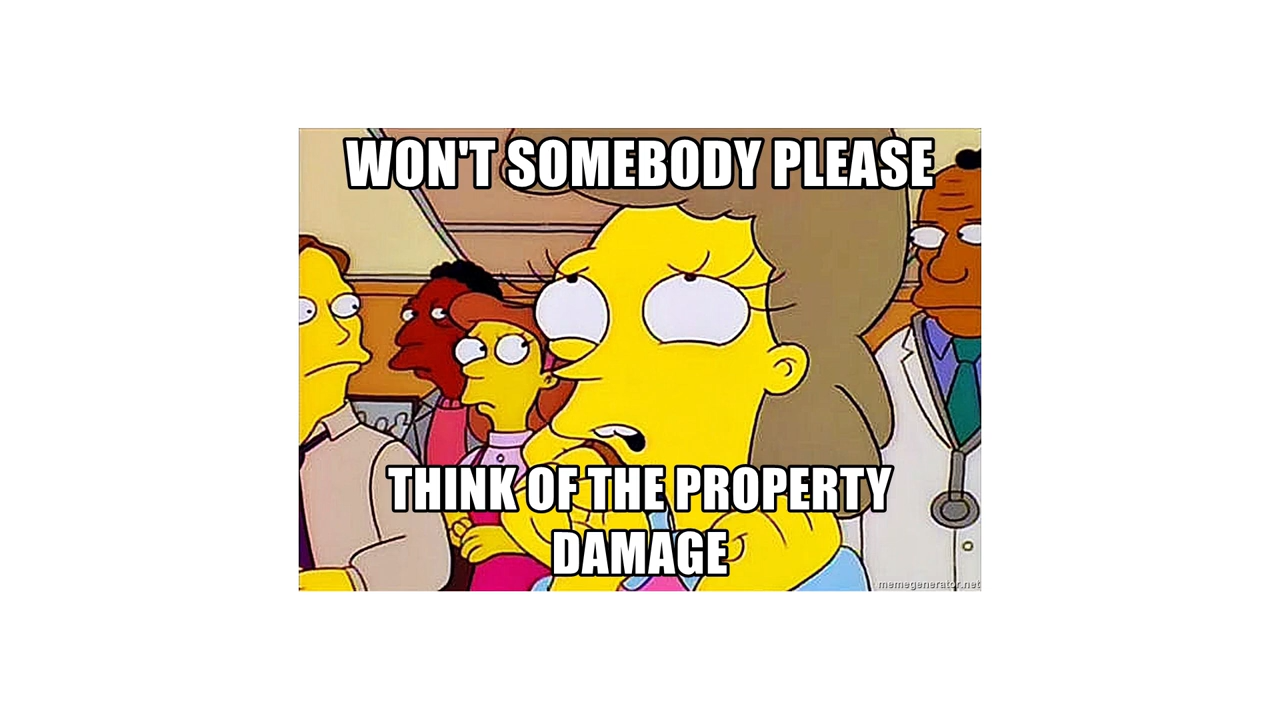 WON'T SOMEBODY PLEASE
THINK OF THE PROPERTY
DAMAGE
memegenerator.net